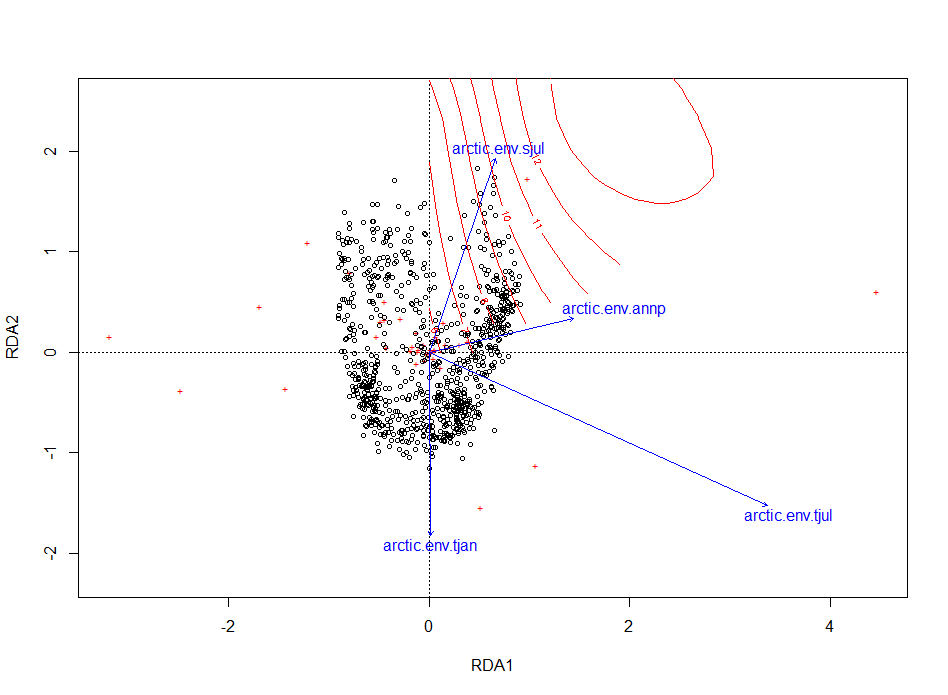 2
arctic.env.sjul
12
10
11
1
arctic.env.annp
RDA2
0
-1
arctic.env.tjul
arctic.env.tjan
-2
-2
0
2
4
RDA1